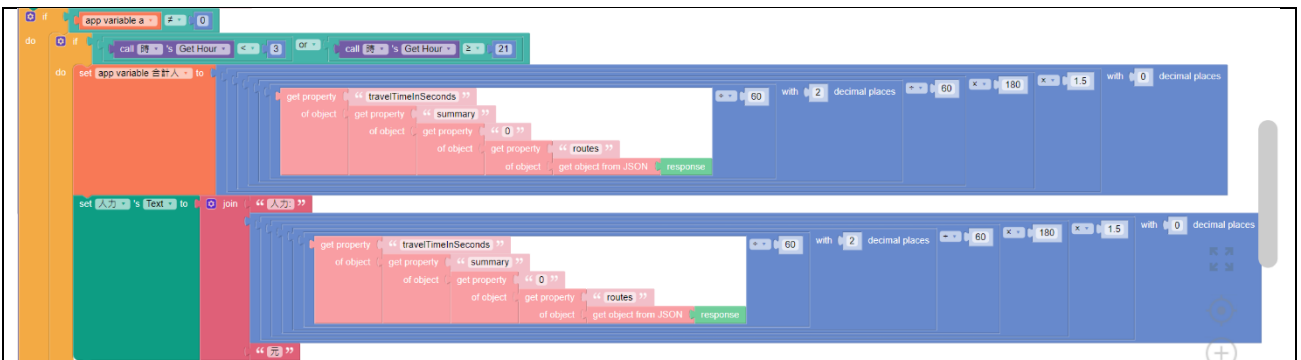 if app variable a ≠ 0
do if call 時 's Get Hour < 3 or call 時 's Get Hour ≥ 21
do set app variable 合計人 to
get property “ travelTimeInSeconds ” ÷ 60 with 2 decimal places ÷ 60 × 180 × 1.5 with 0 decimal places
of object get property “ summary ”
of object get property “ 0 ”
of object get property “ routes ”
of object get object from JSON response
set 人力 's Text to join “ 人力: ”
get property “ travelTimeInSeconds ” ÷ 60 with 2 decimal places ÷ 60 × 180 × 1.5 with 0 decimal places
of object get property “ summary ”
of object get property “ 0 ”
of object get property “ routes ”
of object get object from JSON response
“ 元 ”